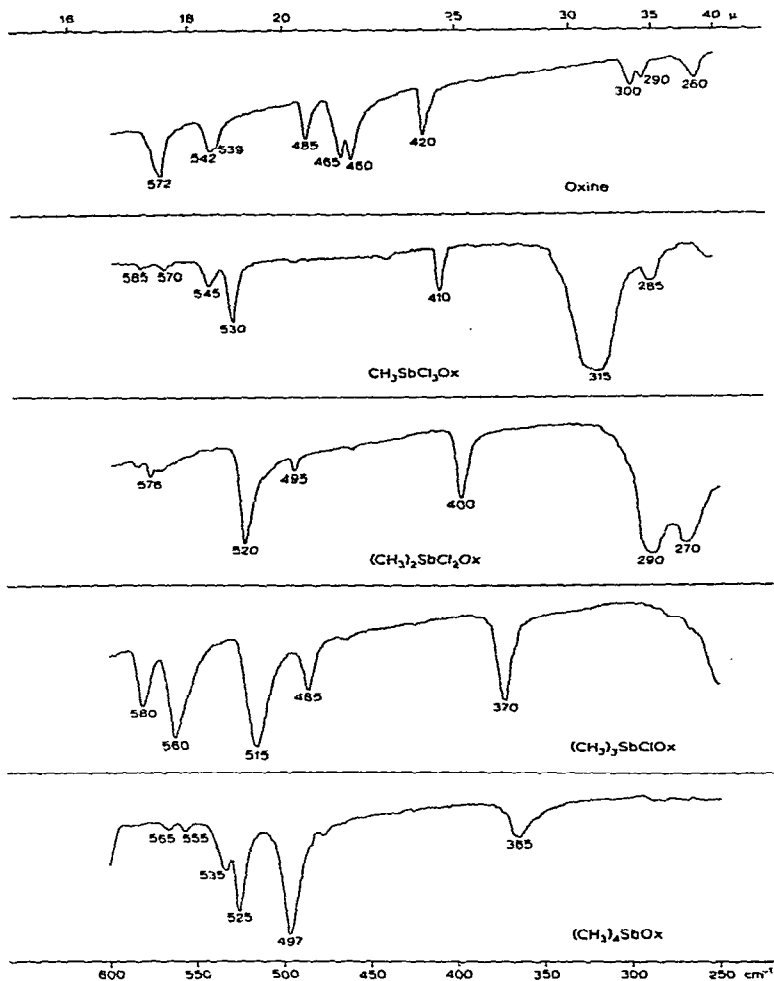 16 18 20 25 30 35 40 μ
572 542 539 485 465 460 420 300 290 260
Oxine
585 570 545 530 410 315 285
CH₃SbCl₃Ox
576 520 495 400 290 270
(CH₃)₂SbCl₂Ox
580 560 515 485 370
(CH₃)₃SbClOx
565 555 535 525 497 365
(CH₃)₄SbOx
600 550 500 450 400 350 300 250 cm⁻¹